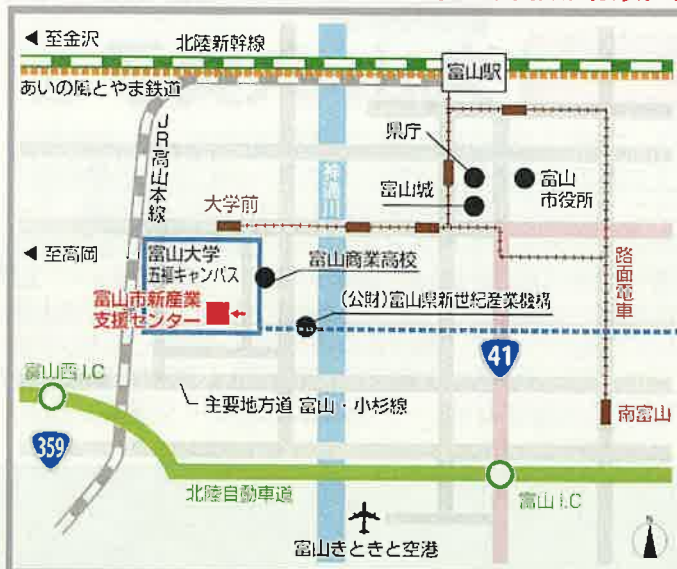 ◀ 至金沢
北陸新幹線
富山駅
あいの風とやま鉄道
JR高山本線
県庁
神通川
富山城
富山
市役所
大学前
◀ 至高岡
富山大学
五福キャンパス
富山商業高校
路面電車
富山市新産業
支援センター
(公財)富山県新世紀産業機構
41
富山西I.C
主要地方道 富山・小杉線
南富山
359
北陸自動車道
富山I.C
富山きときと空港
N